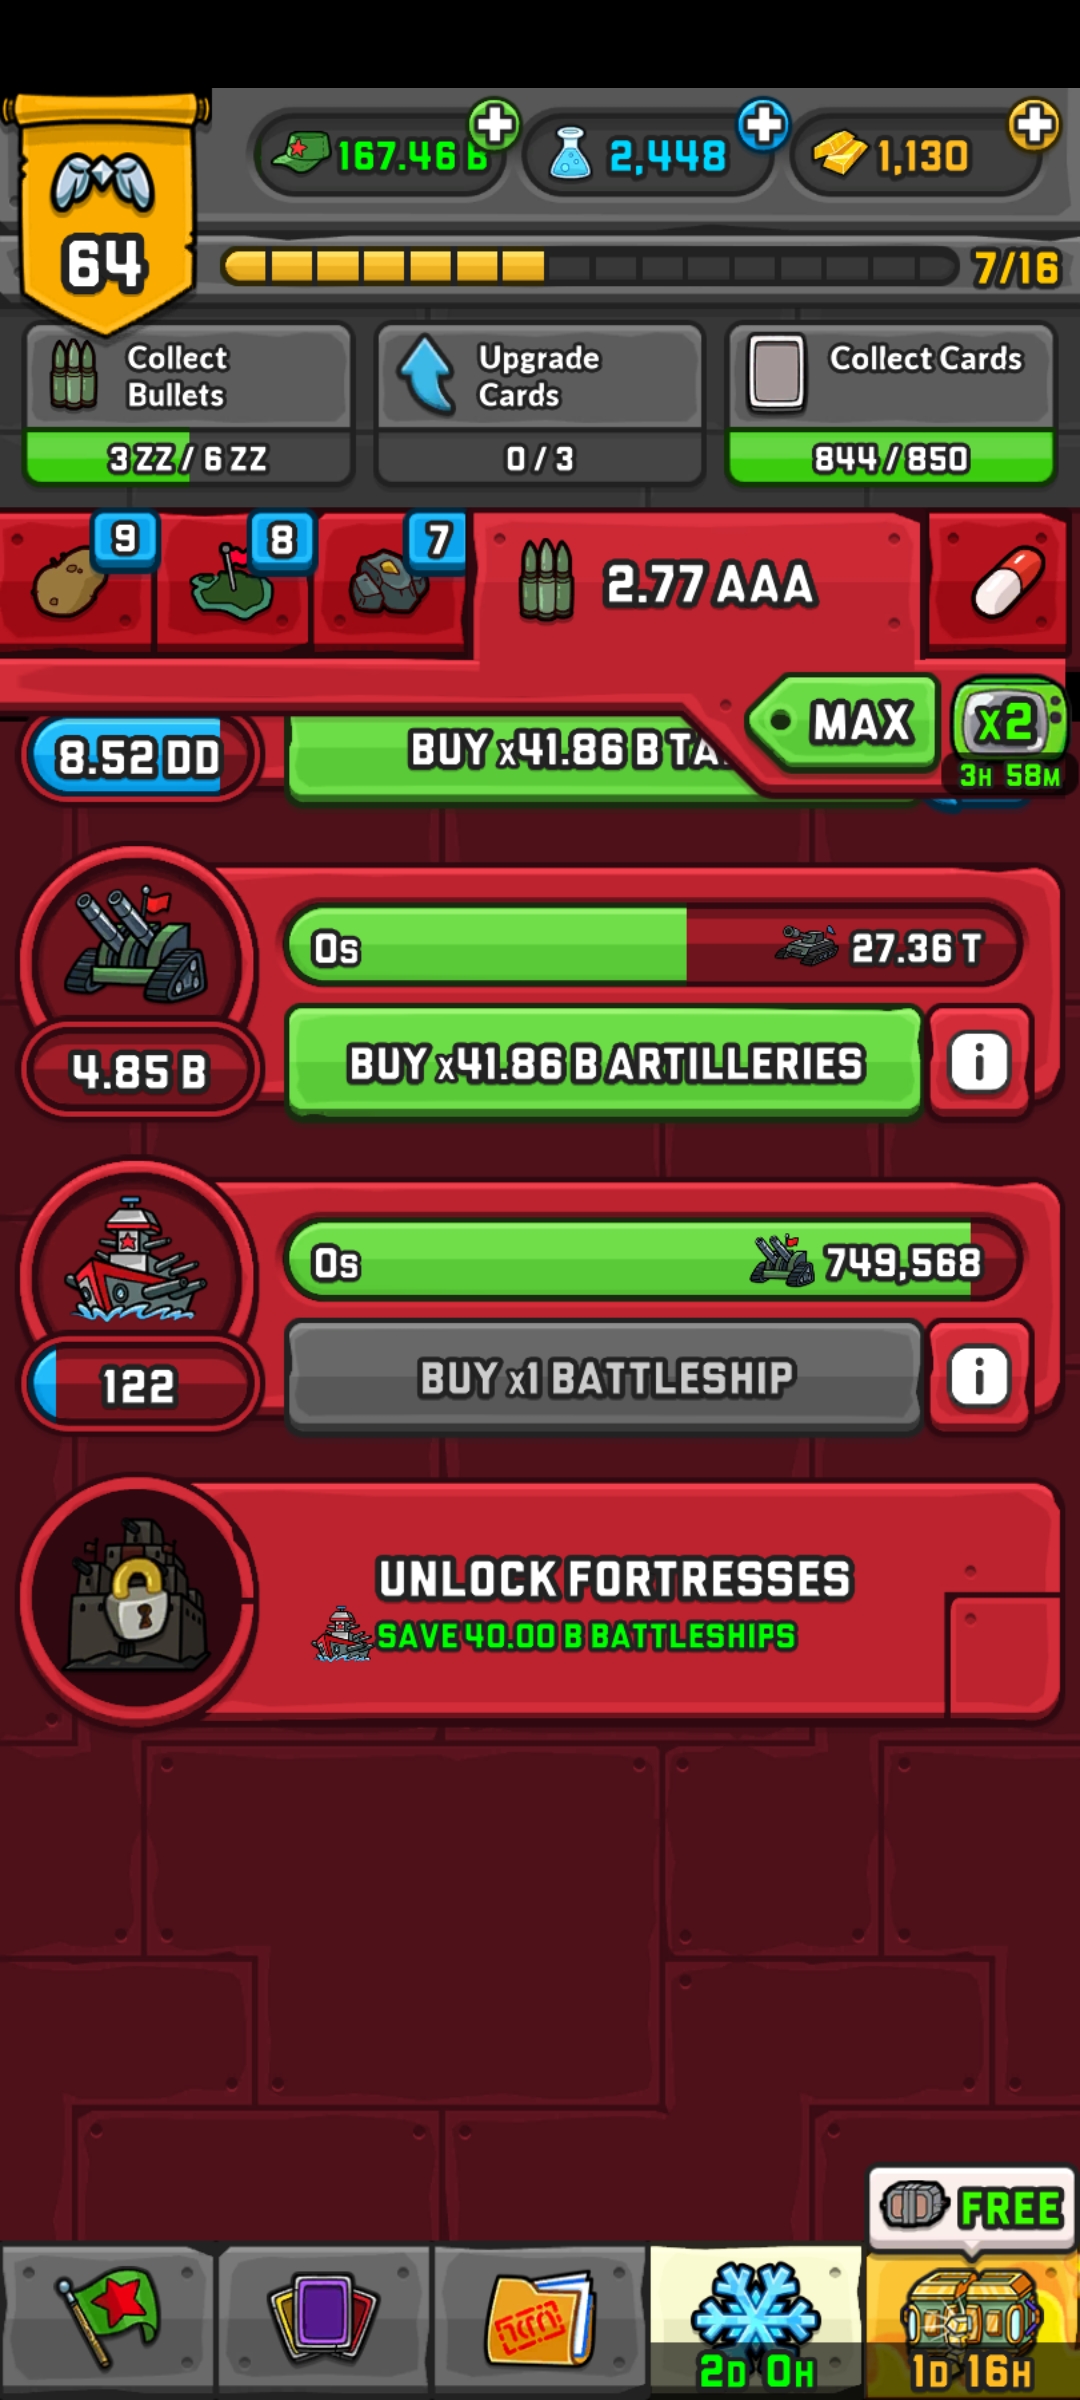 167.46 B
2,448
1,130
64
7/16
Collect Bullets
Upgrade Cards
Collect Cards
3 ZZ / 6 ZZ
0 / 3
844 / 850
9
8
7
2.77 AAA
MAX
x2
3H 58M
8.52 DD
BUY x41.86 B TA
0s
27.36 T
4.85 B
BUY x41.86 B ARTILLERIES
i
0s
749,568
122
BUY x1 BATTLESHIP
i
UNLOCK FORTRESSES
SAVE 40.00 B BATTLESHIPS
FREE
2D 0H
1D 16H